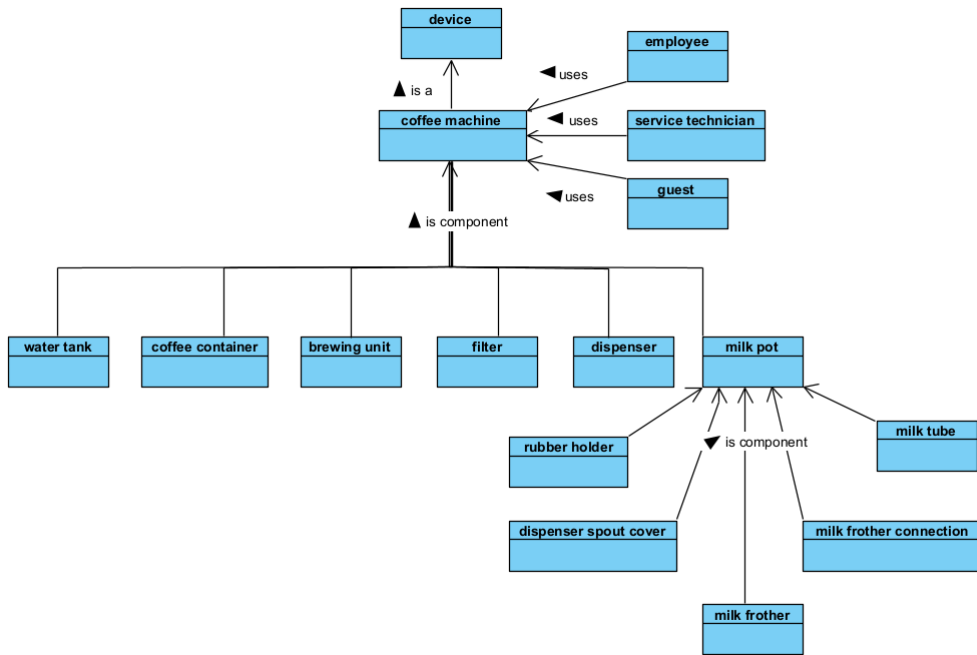 device
employee
uses
is a
coffee machine
uses
service technician
guest
uses
is component
water tank
coffee container
brewing unit
filter
dispenser
milk pot
milk tube
rubber holder
is component
dispenser spout cover
milk frother connection
milk frother